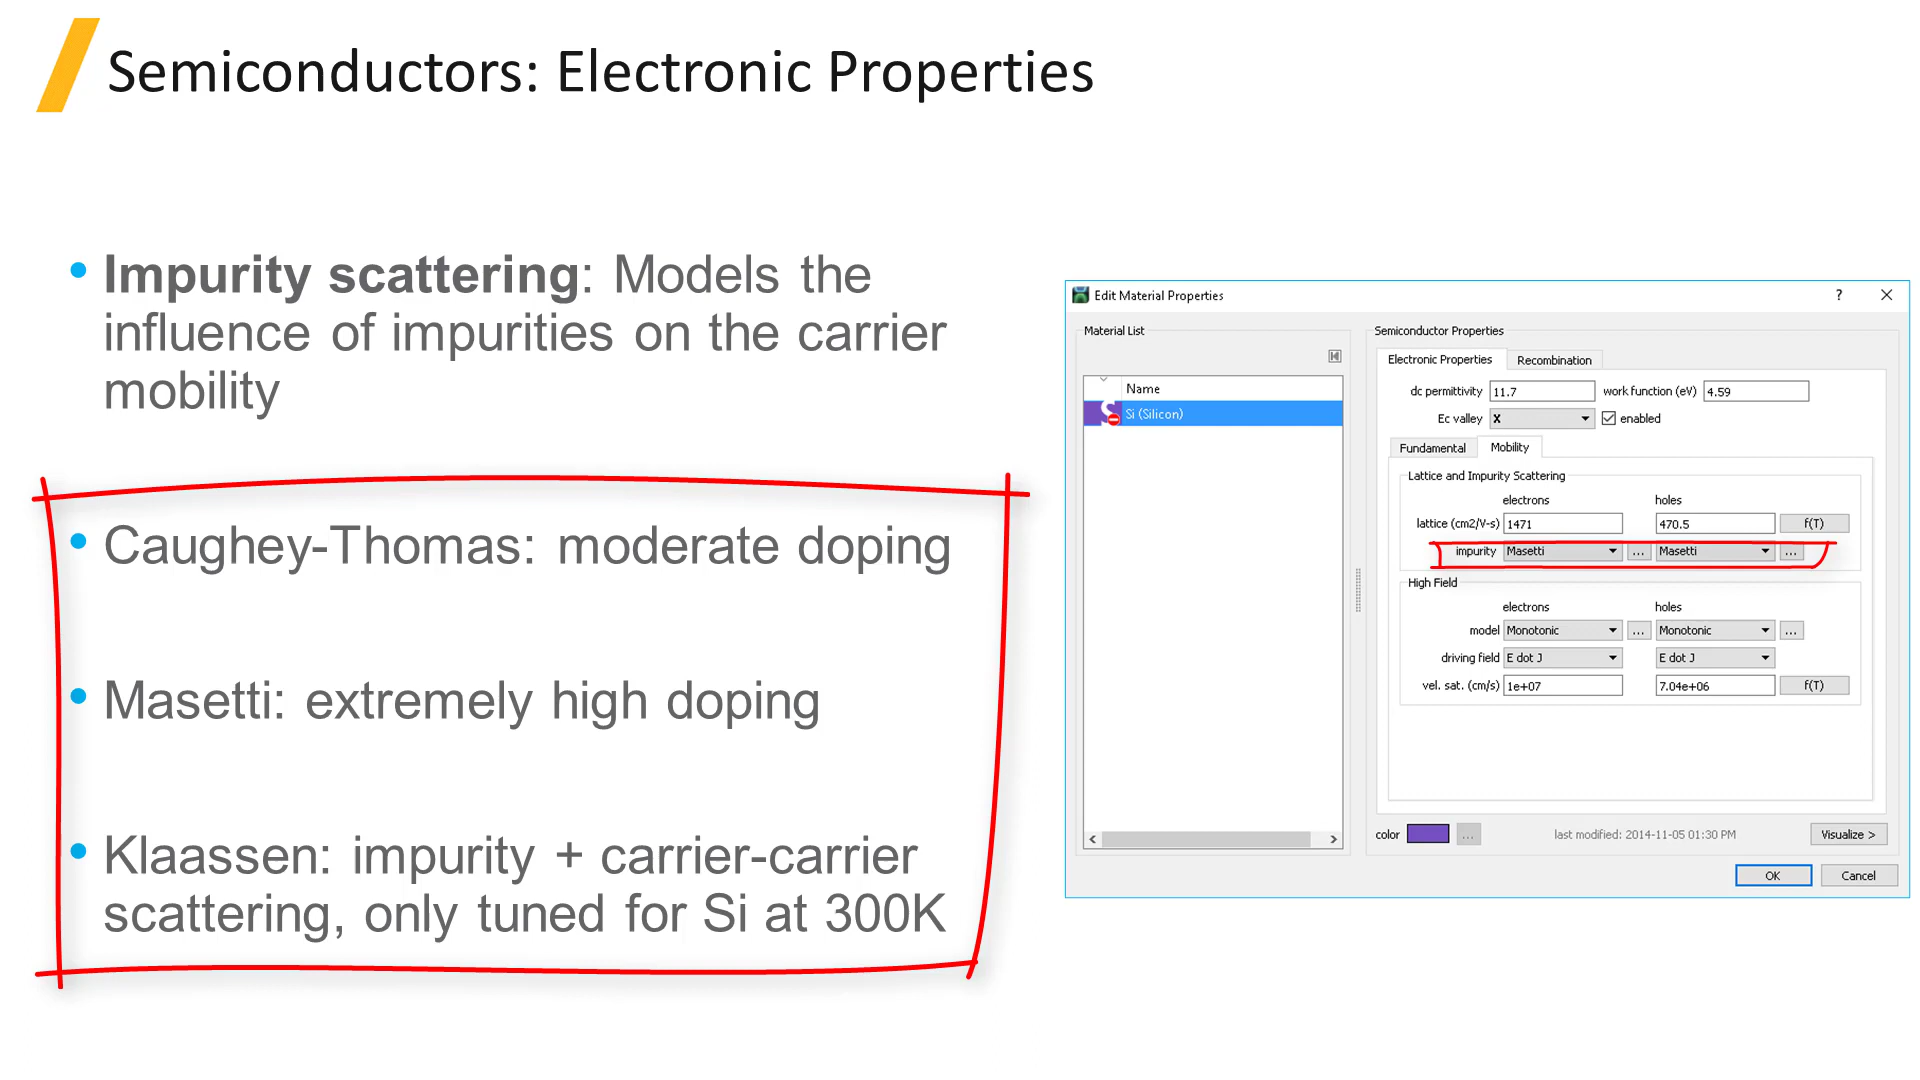 Semiconductors: Electronic Properties
• Impurity scattering: Models the
influence of impurities on the carrier
mobility
• Caughey-Thomas: moderate doping
• Masetti: extremely high doping
• Klaassen: impurity + carrier-carrier
scattering, only tuned for Si at 300K
Edit Material Properties ? ×
Material List
Name
Si (Silicon)
Semiconductor Properties
Electronic Properties Recombination
dc permittivity 11.7 work function (eV) 4.59
Ec valley X enabled
Fundamental Mobility
Lattice and Impurity Scattering
electrons holes
lattice (cm2/V-s) 1471 470.5 f(T)
impurity Masetti ... Masetti ...
High Field
electrons holes
model Monotonic ... Monotonic ...
driving field E dot J E dot J
vel. sat. (cm/s) 1e+07 7.04e+06 f(T)
color ... last modified: 2014-11-05 01:30 PM Visualize >
OK Cancel